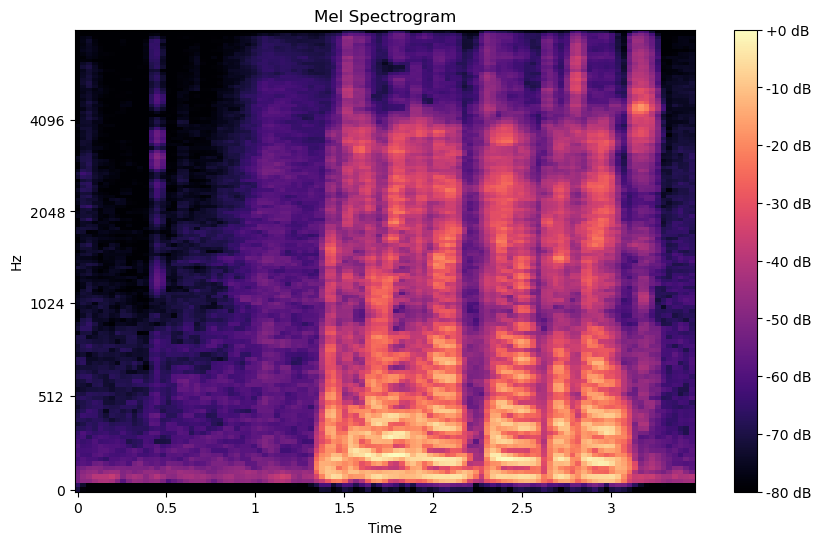 Mel Spectrogram
+0 dB
-10 dB
-20 dB
-30 dB
-40 dB
-50 dB
-60 dB
-70 dB
-80 dB
Hz
4096
2048
1024
512
0
0 0.5 1 1.5 2 2.5 3
Time